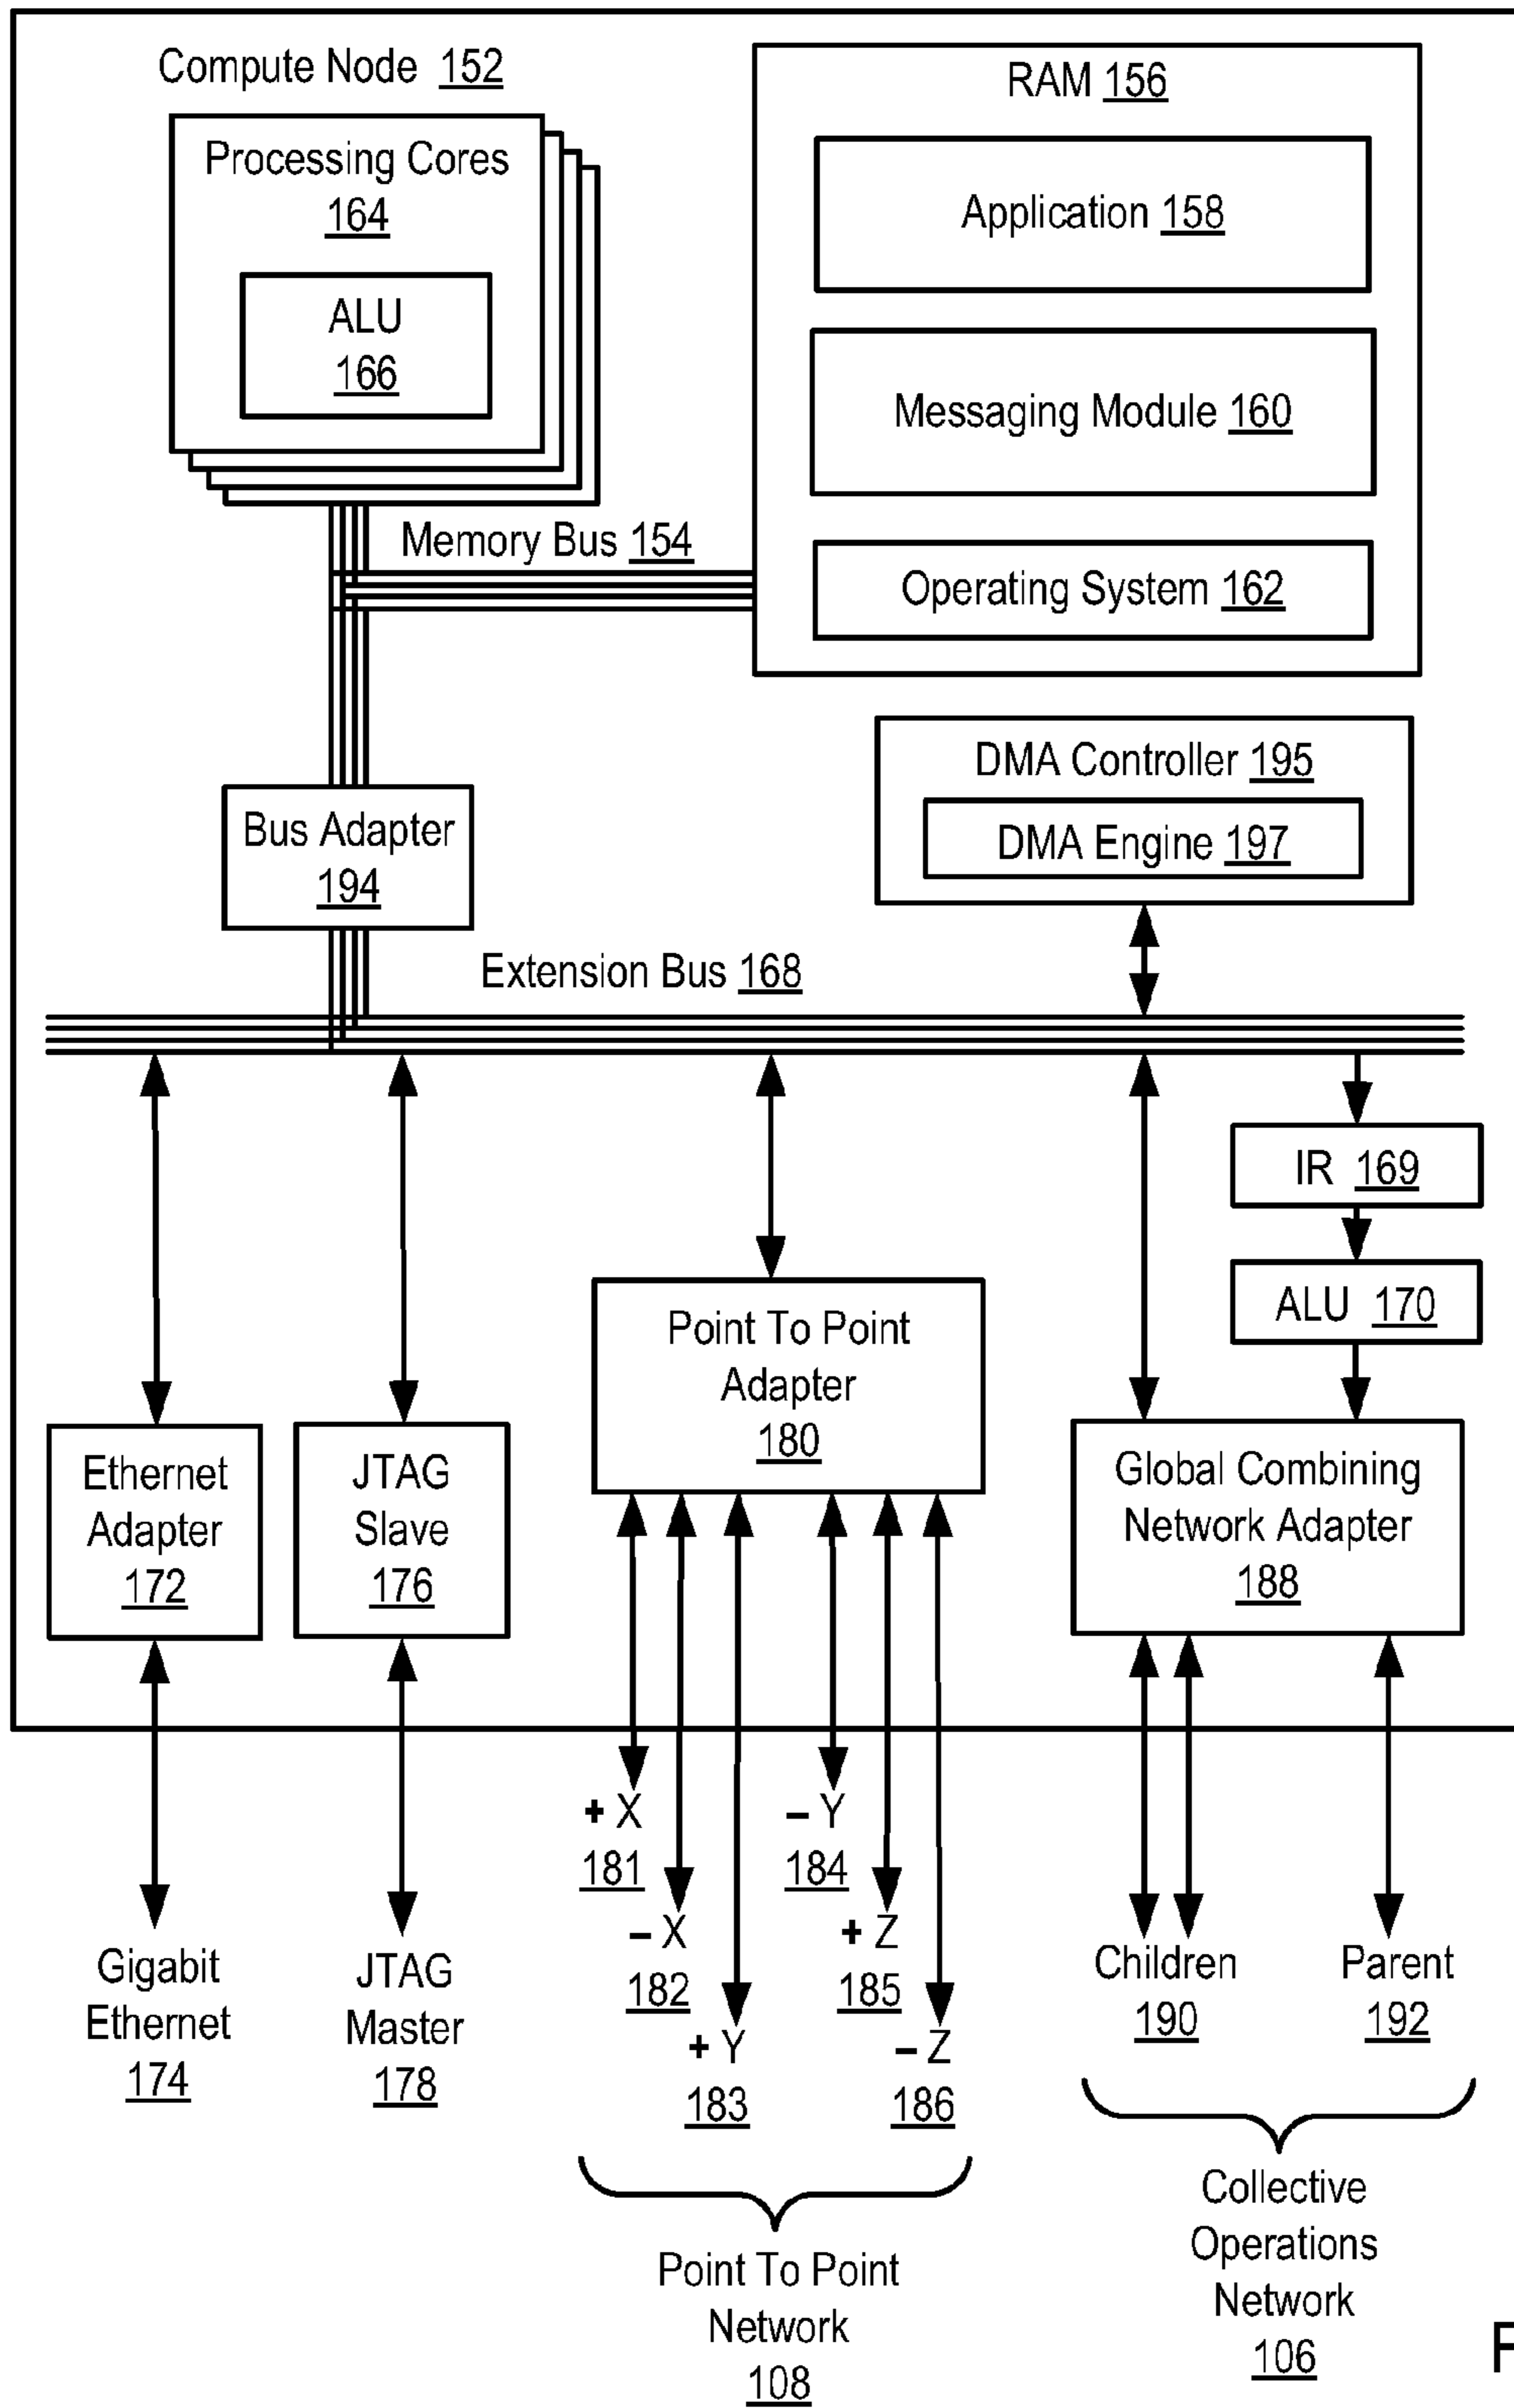 Compute Node 152
Processing Cores
164
ALU
166
RAM 156
Application 158
Messaging Module 160
Operating System 162
Memory Bus 154
DMA Controller 195
DMA Engine 197
Bus Adapter
194
Extension Bus 168
IR 169
ALU 170
Point To Point
Adapter
180
Ethernet
Adapter
172
JTAG
Slave
176
Global Combining
Network Adapter
188
+ X
181
– X
182
+ Y
183
– Y
184
+ Z
185
– Z
186
Gigabit
Ethernet
174
JTAG
Master
178
Children
190
Parent
192
Point To Point
Network
108
Collective
Operations
Network
106